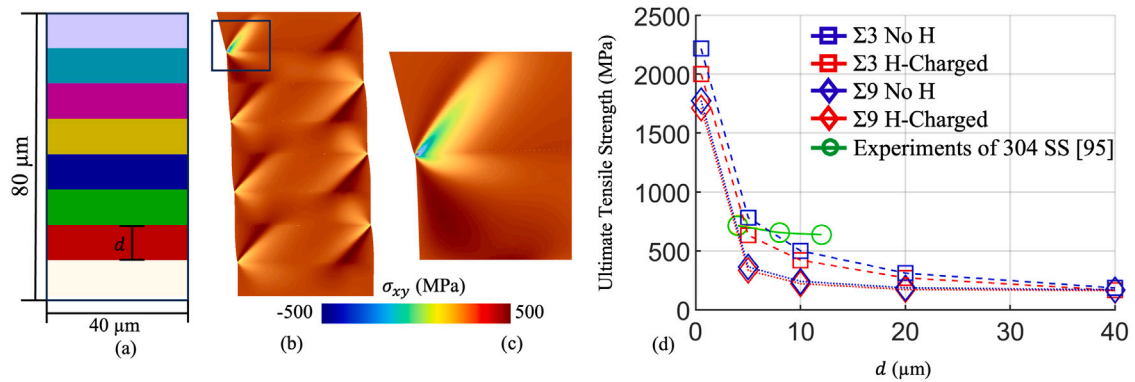 80 μm
d
40 μm
(a)
(b)
σxy (MPa)
-500
500
(c)
(d)
Ultimate Tensile Strength (MPa)
2500
2000
1500
1000
500
0
Σ3 No H
Σ3 H-Charged
Σ9 No H
Σ9 H-Charged
Experiments of 304 SS [95]
0
10
20
30
40
d (μm)